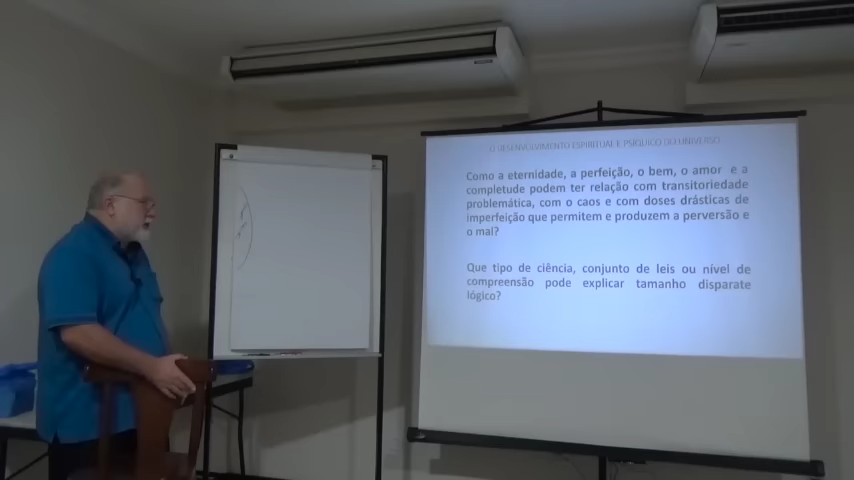 O DESENVOLVIMENTO ESPIRITUAL E PSÍQUICO DO UNIVERSO
Como a eternidade, a perfeição, o bem, o amor e a
completude podem ter relação com transitoriedade
problemática, com o caos e com doses drásticas de
imperfeição que permitem e produzem a perversão e
o mal?
Que tipo de ciência, conjunto de leis ou nível de
compreensão pode explicar tamanho disparate
lógico?